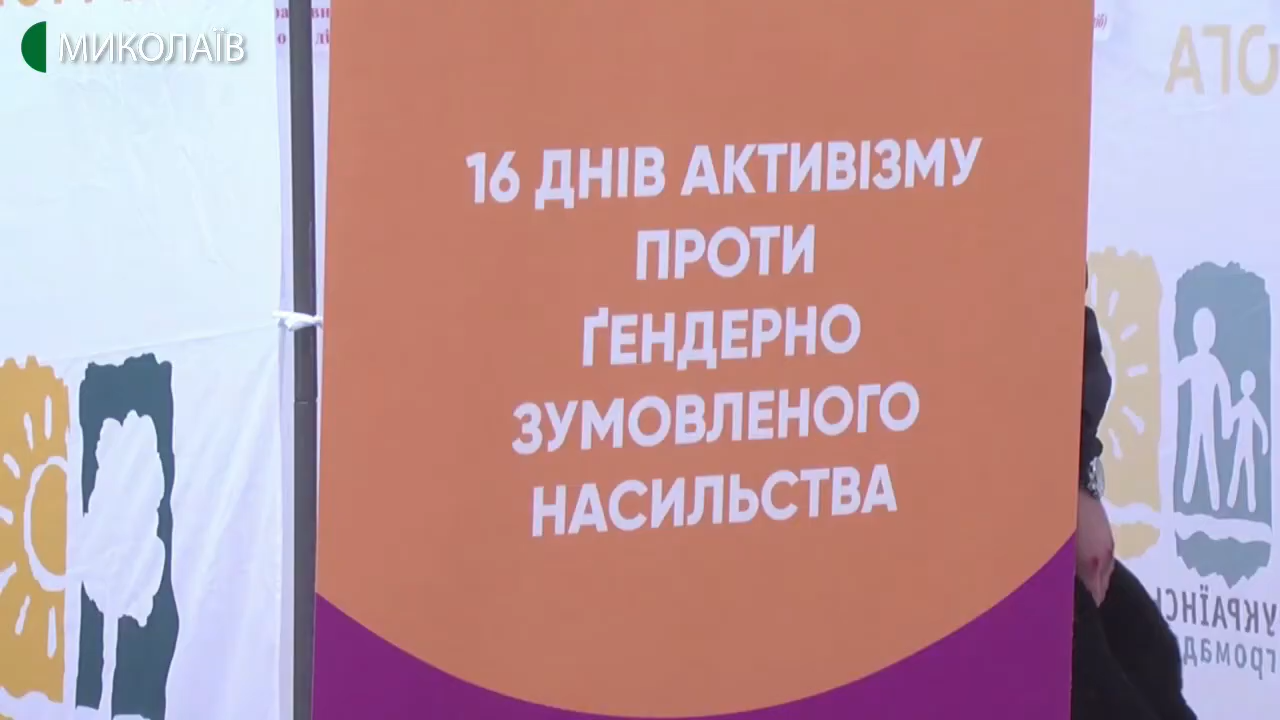 МИКОЛАЇВ
16 ДНІВ АКТИВІЗМУ
ПРОТИ
ҐЕНДЕРНО
ЗУМОВЛЕНОГО
НАСИЛЬСТВА